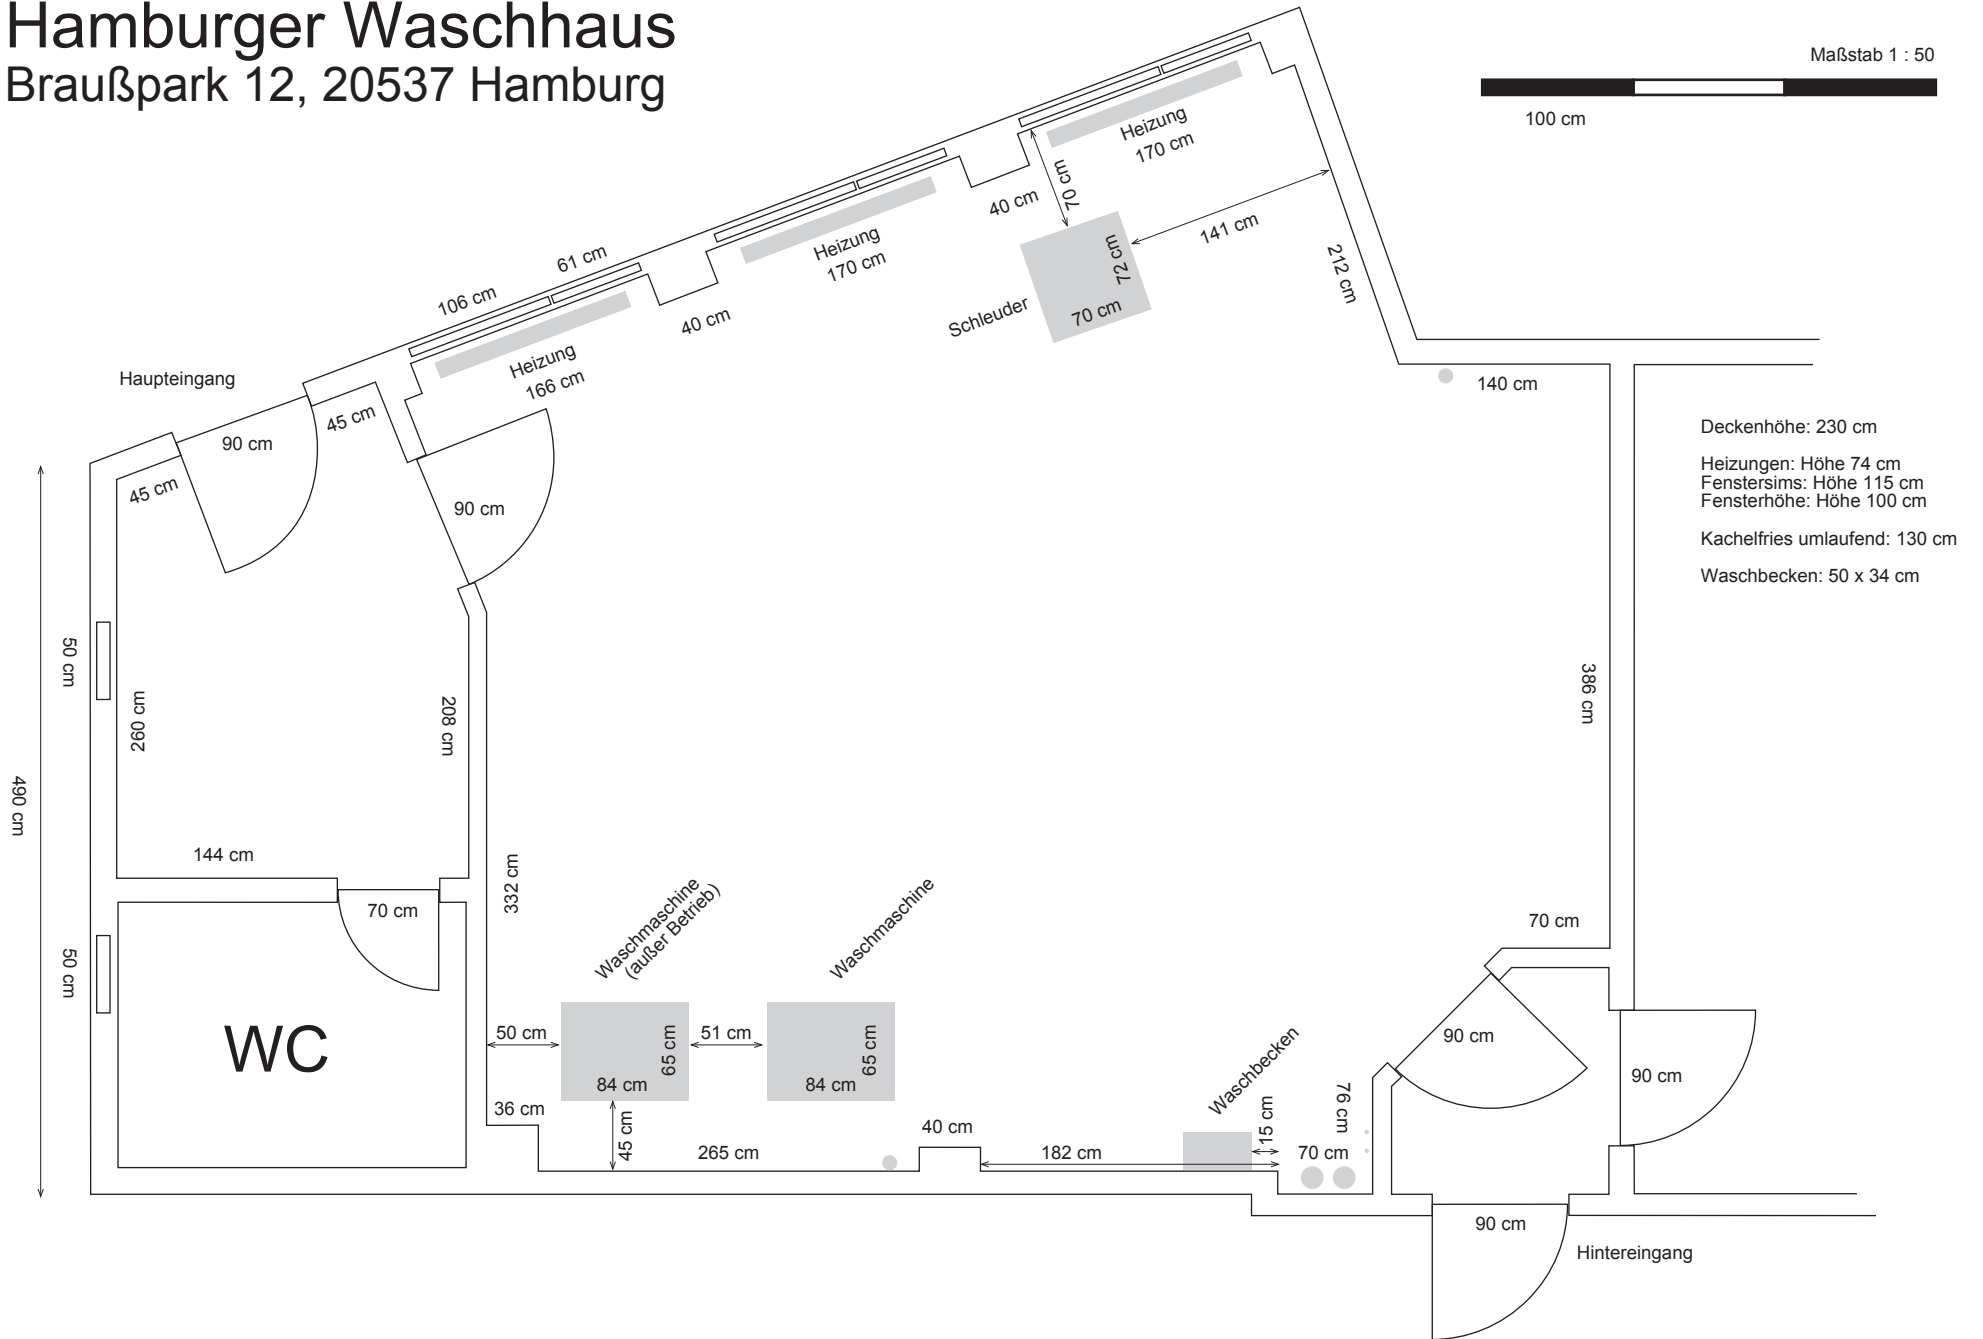 Hamburger Waschhaus
Braußpark 12, 20537 Hamburg
Maßstab 1 : 50
100 cm
Heizung
170 cm
70 cm
40 cm
141 cm
212 cm
72 cm
70 cm
Schleuder
Heizung
170 cm
40 cm
61 cm
106 cm
Heizung
166 cm
Haupteingang
90 cm
45 cm
45 cm
90 cm
140 cm
Deckenhöhe: 230 cm
Heizungen: Höhe 74 cm
Fenstersims: Höhe 115 cm
Fensterhöhe: Höhe 100 cm
Kachelfries umlaufend: 130 cm
Waschbecken: 50 x 34 cm
50 cm
260 cm
208 cm
386 cm
490 cm
144 cm
332 cm
70 cm
50 cm
WC
Waschmaschine
(außer Betrieb)
Waschmaschine
50 cm
65 cm
84 cm
51 cm
65 cm
84 cm
36 cm
45 cm
265 cm
40 cm
182 cm
Waschbecken
15 cm
76 cm
70 cm
70 cm
90 cm
90 cm
90 cm
Hintereingang